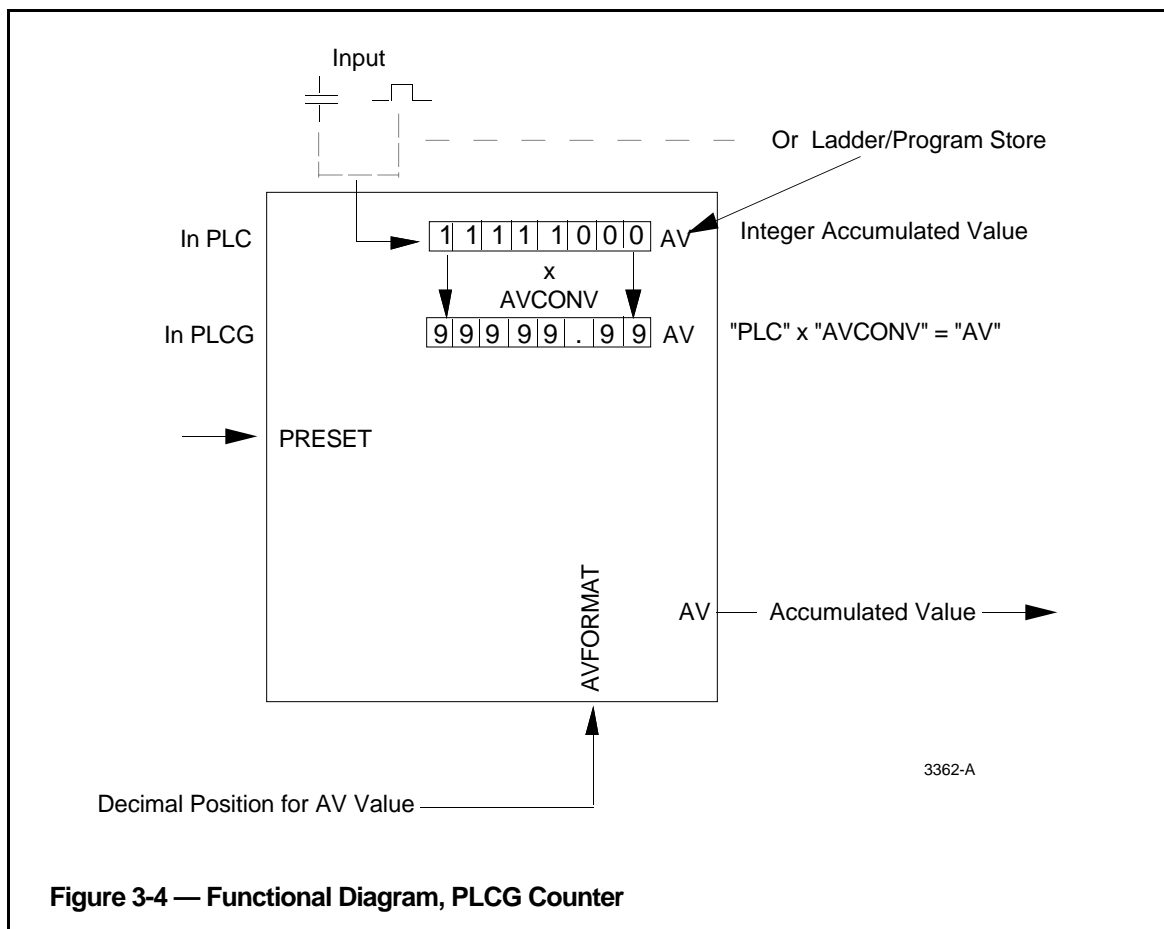 Input
Or Ladder/Program Store
In PLC
1 1 1 1 1 0 0 0 AV
Integer Accumulated Value
x
AVCONV
In PLCG
9 9 9 9 9 . 9 9 AV
"PLC" x "AVCONV" = "AV"
PRESET
AVFORMAT
AV
Accumulated Value
3362-A
Decimal Position for AV Value
Figure 3-4 — Functional Diagram, PLCG Counter